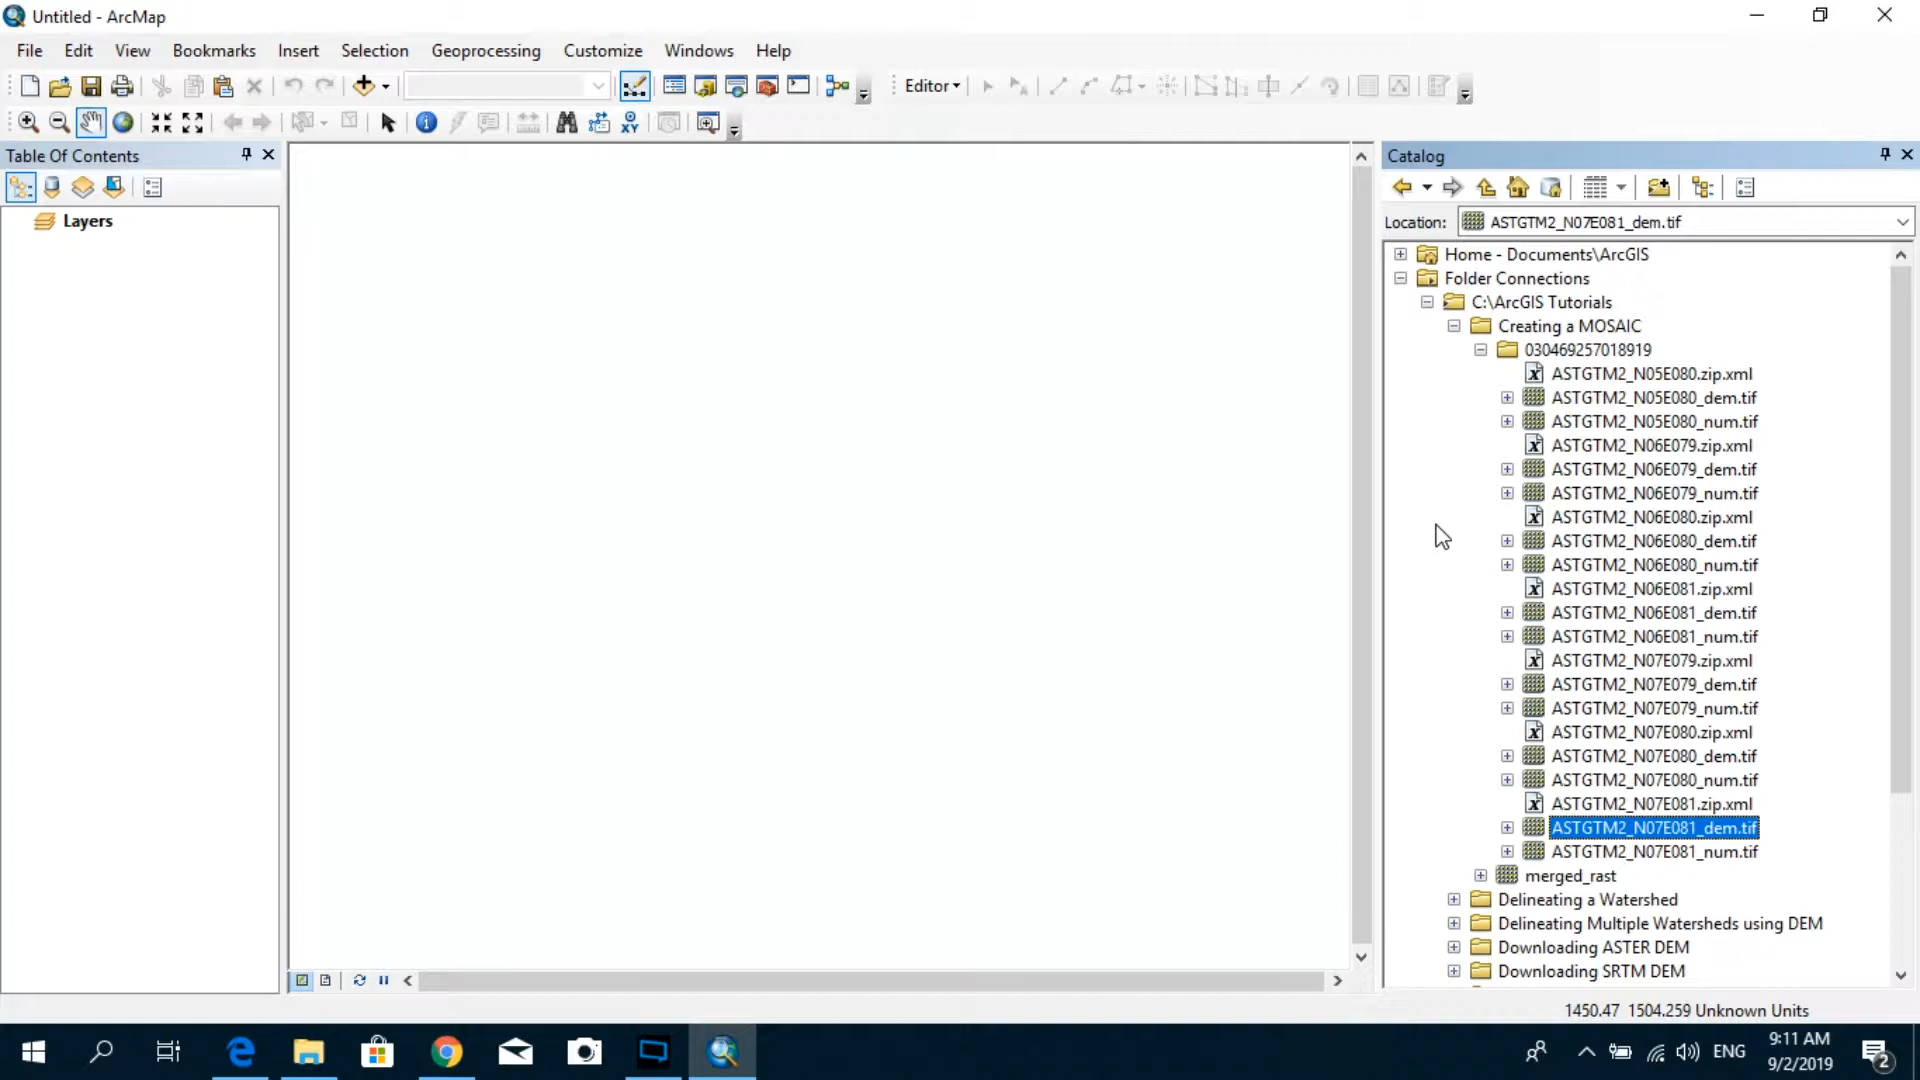 Untitled - ArcMap
File Edit View Bookmarks Insert Selection Geoprocessing Customize Windows Help
Editor
XY
Table Of Contents
Layers
Catalog
Location: ASTGTM2_N07E081_dem.tif
Home - Documents\ArcGIS
Folder Connections
C:\ArcGIS Tutorials
Creating a MOSAIC
030469257018919
ASTGTM2_N05E080.zip.xml
ASTGTM2_N05E080_dem.tif
ASTGTM2_N05E080_num.tif
ASTGTM2_N06E079.zip.xml
ASTGTM2_N06E079_dem.tif
ASTGTM2_N06E079_num.tif
ASTGTM2_N06E080.zip.xml
ASTGTM2_N06E080_dem.tif
ASTGTM2_N06E080_num.tif
ASTGTM2_N06E081.zip.xml
ASTGTM2_N06E081_dem.tif
ASTGTM2_N06E081_num.tif
ASTGTM2_N07E079.zip.xml
ASTGTM2_N07E079_dem.tif
ASTGTM2_N07E079_num.tif
ASTGTM2_N07E080.zip.xml
ASTGTM2_N07E080_dem.tif
ASTGTM2_N07E080_num.tif
ASTGTM2_N07E081.zip.xml
ASTGTM2_N07E081_dem.tif
ASTGTM2_N07E081_num.tif
merged_rast
Delineating a Watershed
Delineating Multiple Watersheds using DEM
Downloading ASTER DEM
Downloading SRTM DEM
1450.47 1504.259 Unknown Units
ENG
9:11 AM
9/2/2019
2